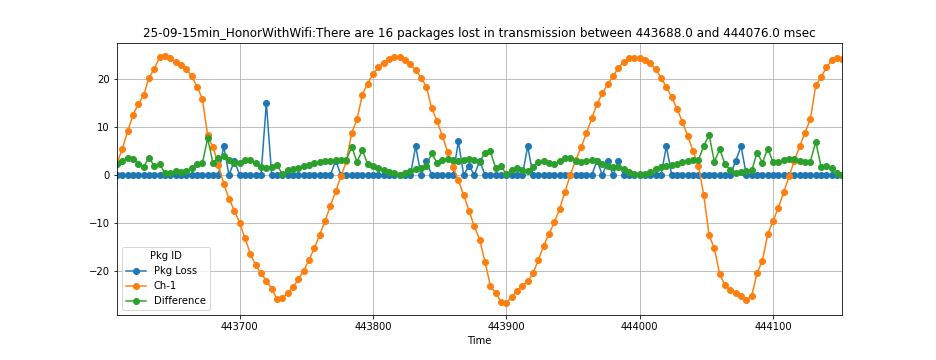 25-09-15min_HonorWithWifi:There are 16 packages lost in transmission between 443688.0 and 444076.0 msec
20
10
0
−10
−20
Pkg ID
Pkg Loss
Ch-1
Difference
443700 443800 443900 444000 444100
Time